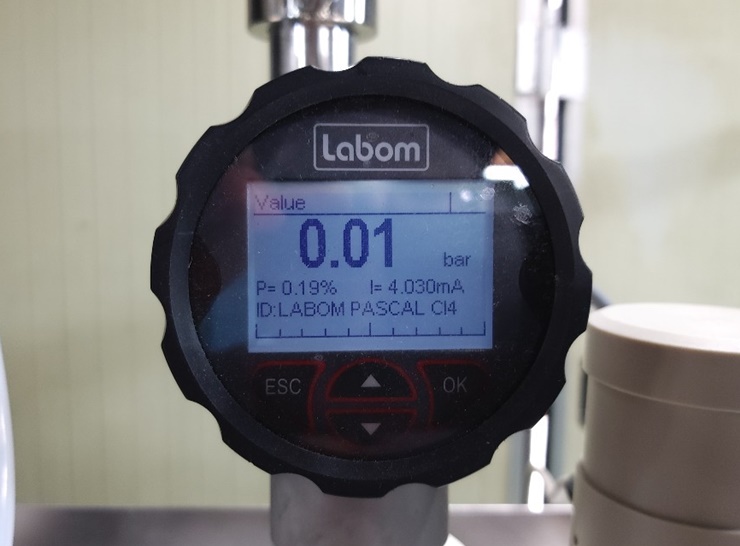 Labom
Value
0.01 bar
P= 0.19% I= 4.030mA
ID:LABOM PASCAL CI4
ESC OK